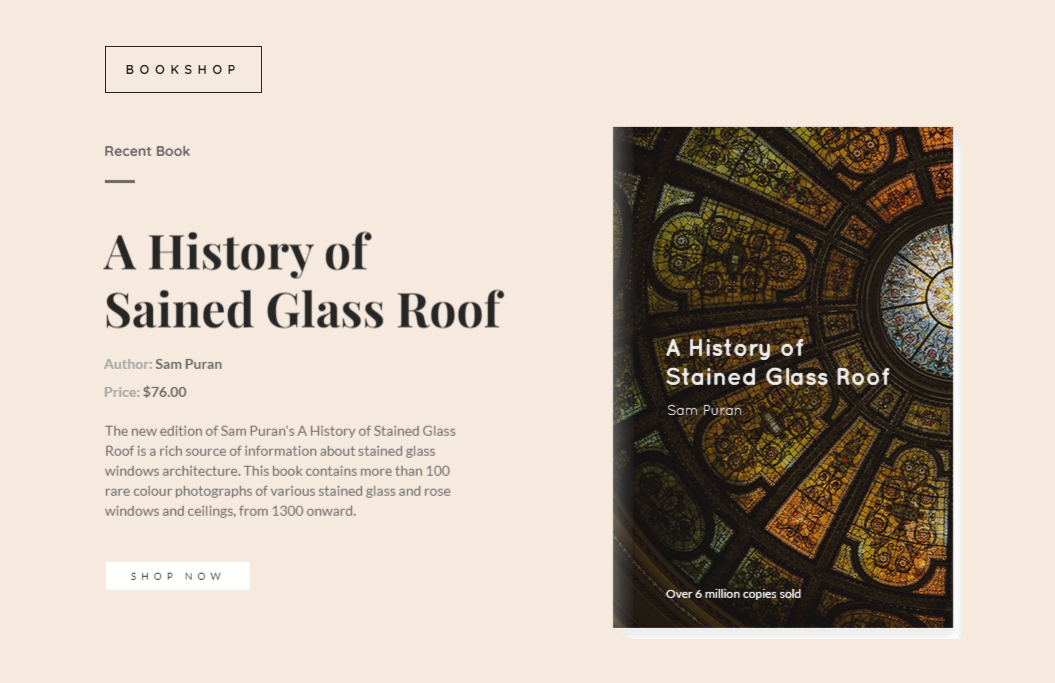 BOOKSHOP
Recent Book
A History of
Sained Glass Roof
Author: Sam Puran
Price: $76.00
The new edition of Sam Puran's A History of Stained Glass
Roof is a rich source of information about stained glass
windows architecture. This book contains more than 100
rare colour photographs of various stained glass and rose
windows and ceilings, from 1300 onward.
SHOP NOW
A History of
Stained Glass Roof
Sam Puran
Over 6 million copies sold